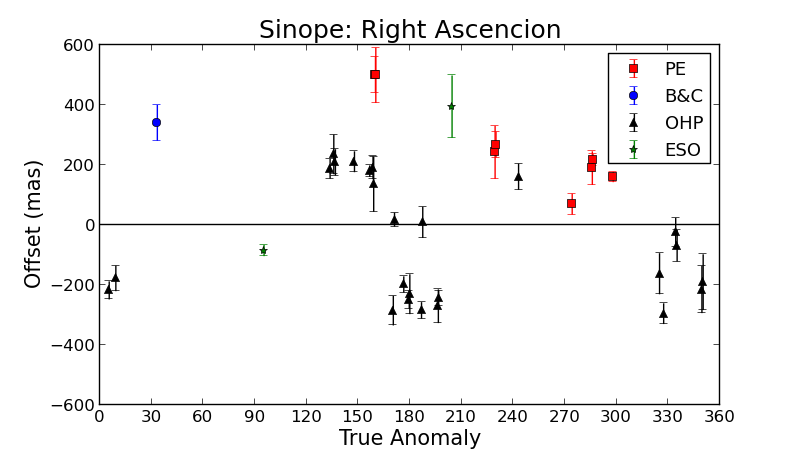 Sinope: Right Ascencion
Offset (mas)
600
400
200
0
−200
−400
−600
PE
B&C
OHP
ESO
0 30 60 90 120 150 180 210 240 270 300 330 360
True Anomaly